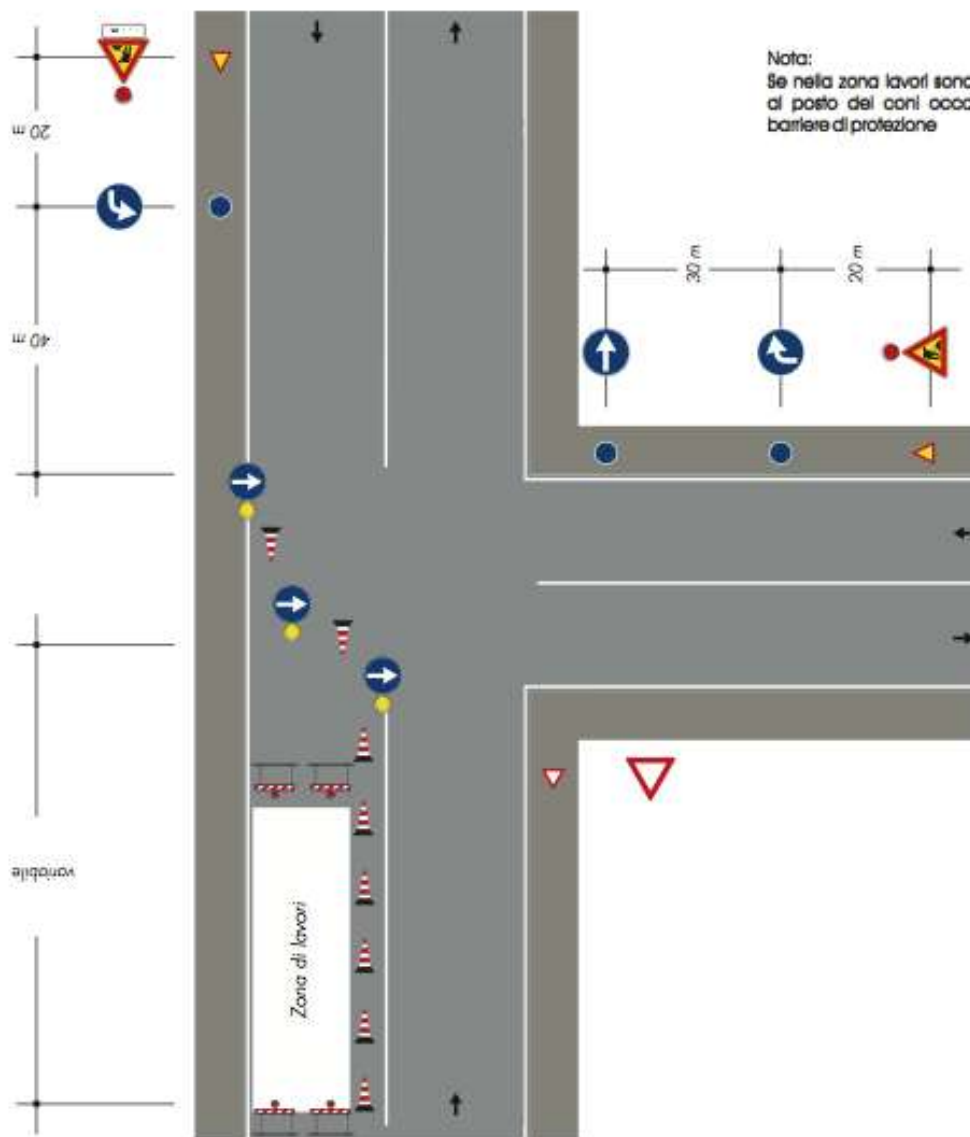 Nota:
Se nella zona lavori sono
al posto dei coni occo
barriere di protezione
20 m
40 m
30 m
20 m
variabile
Zona di lavori